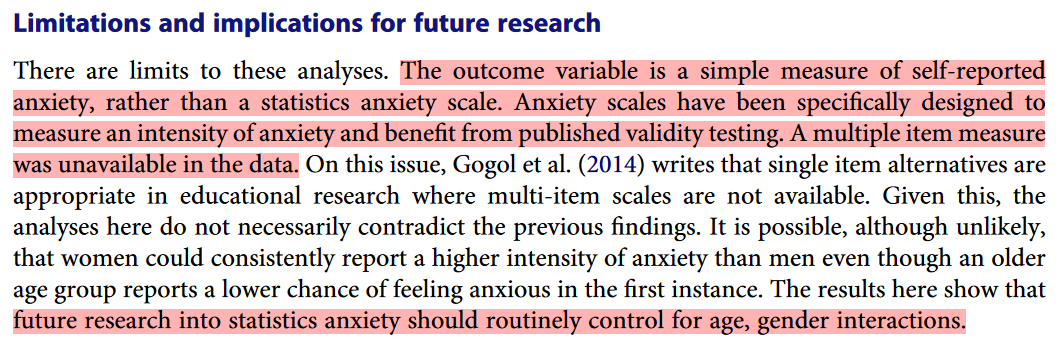 Limitations and implications for future research
There are limits to these analyses. The outcome variable is a simple measure of self-reported
anxiety, rather than a statistics anxiety scale. Anxiety scales have been specifically designed to
measure an intensity of anxiety and benefit from published validity testing. A multiple item measure
was unavailable in the data. On this issue, Gogol et al. (2014) writes that single item alternatives are
appropriate in educational research where multi-item scales are not available. Given this, the
analyses here do not necessarily contradict the previous findings. It is possible, although unlikely,
that women could consistently report a higher intensity of anxiety than men even though an older
age group reports a lower chance of feeling anxious in the first instance. The results here show that
future research into statistics anxiety should routinely control for age, gender interactions.